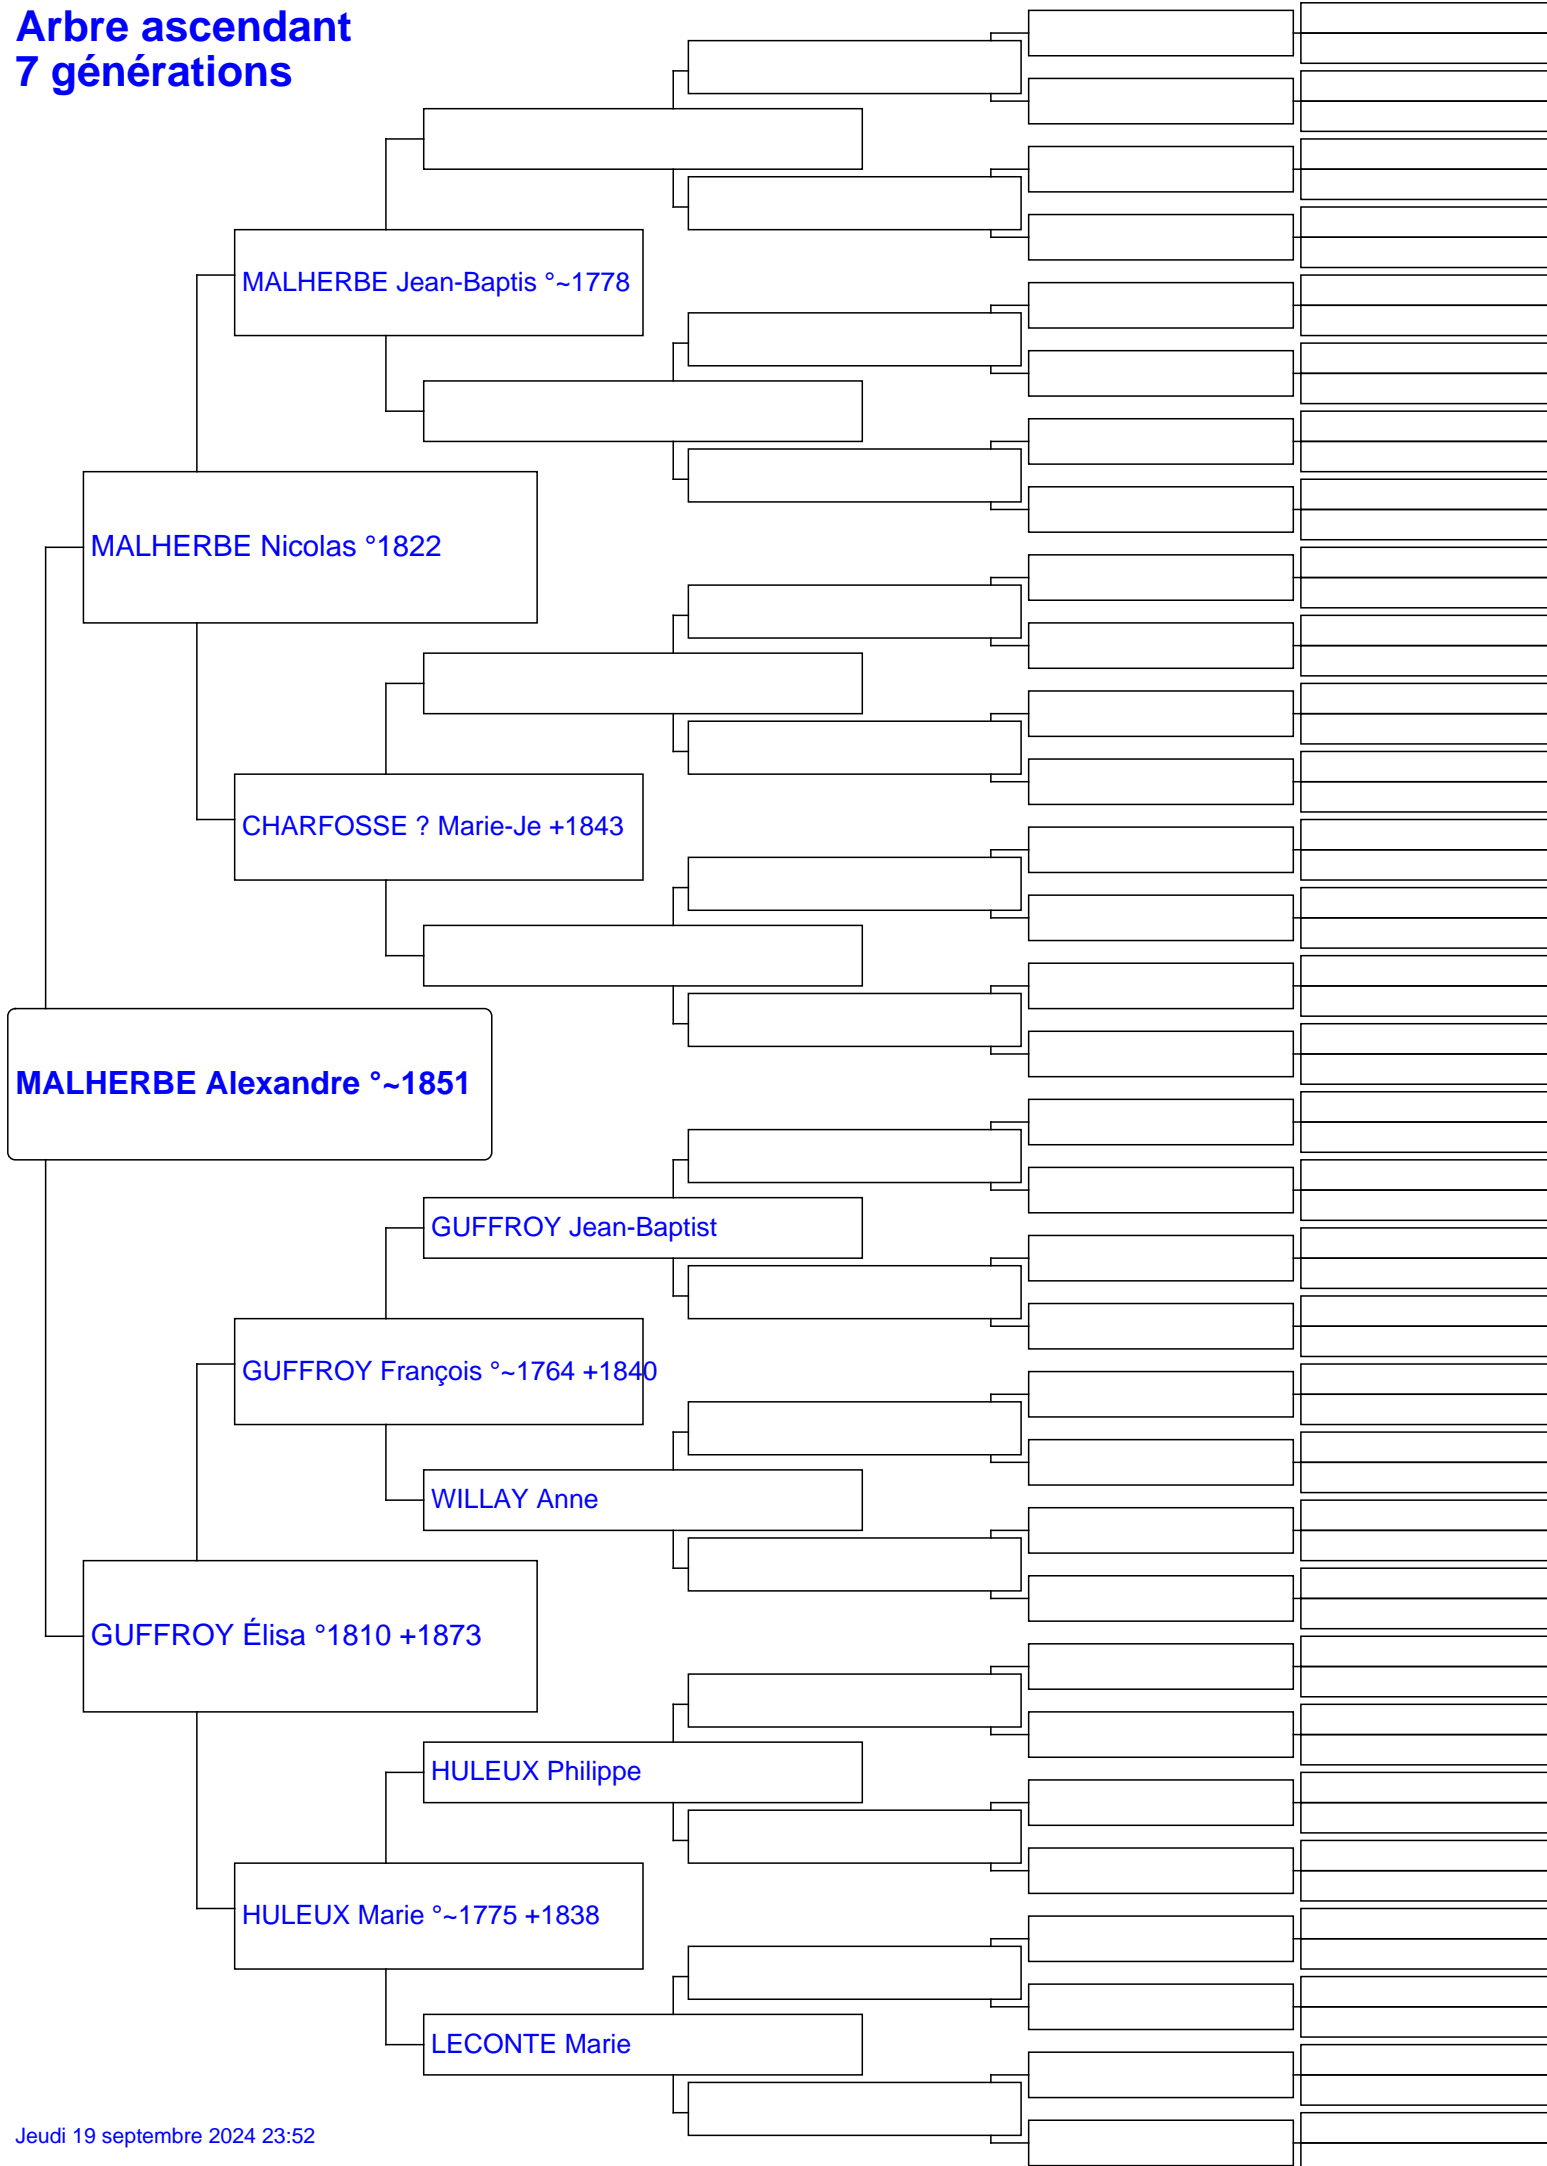 Arbre ascendant
7 générations
MALHERBE Jean-Baptis °~1778
MALHERBE Nicolas °1822
CHARFOSSE ? Marie-Je +1843
MALHERBE Alexandre °~1851
GUFFROY Jean-Baptist
GUFFROY François °~1764 +1840
WILLAY Anne
GUFFROY Élisa °1810 +1873
HULEUX Philippe
HULEUX Marie °~1775 +1838
LECONTE Marie
Jeudi 19 septembre 2024 23:52